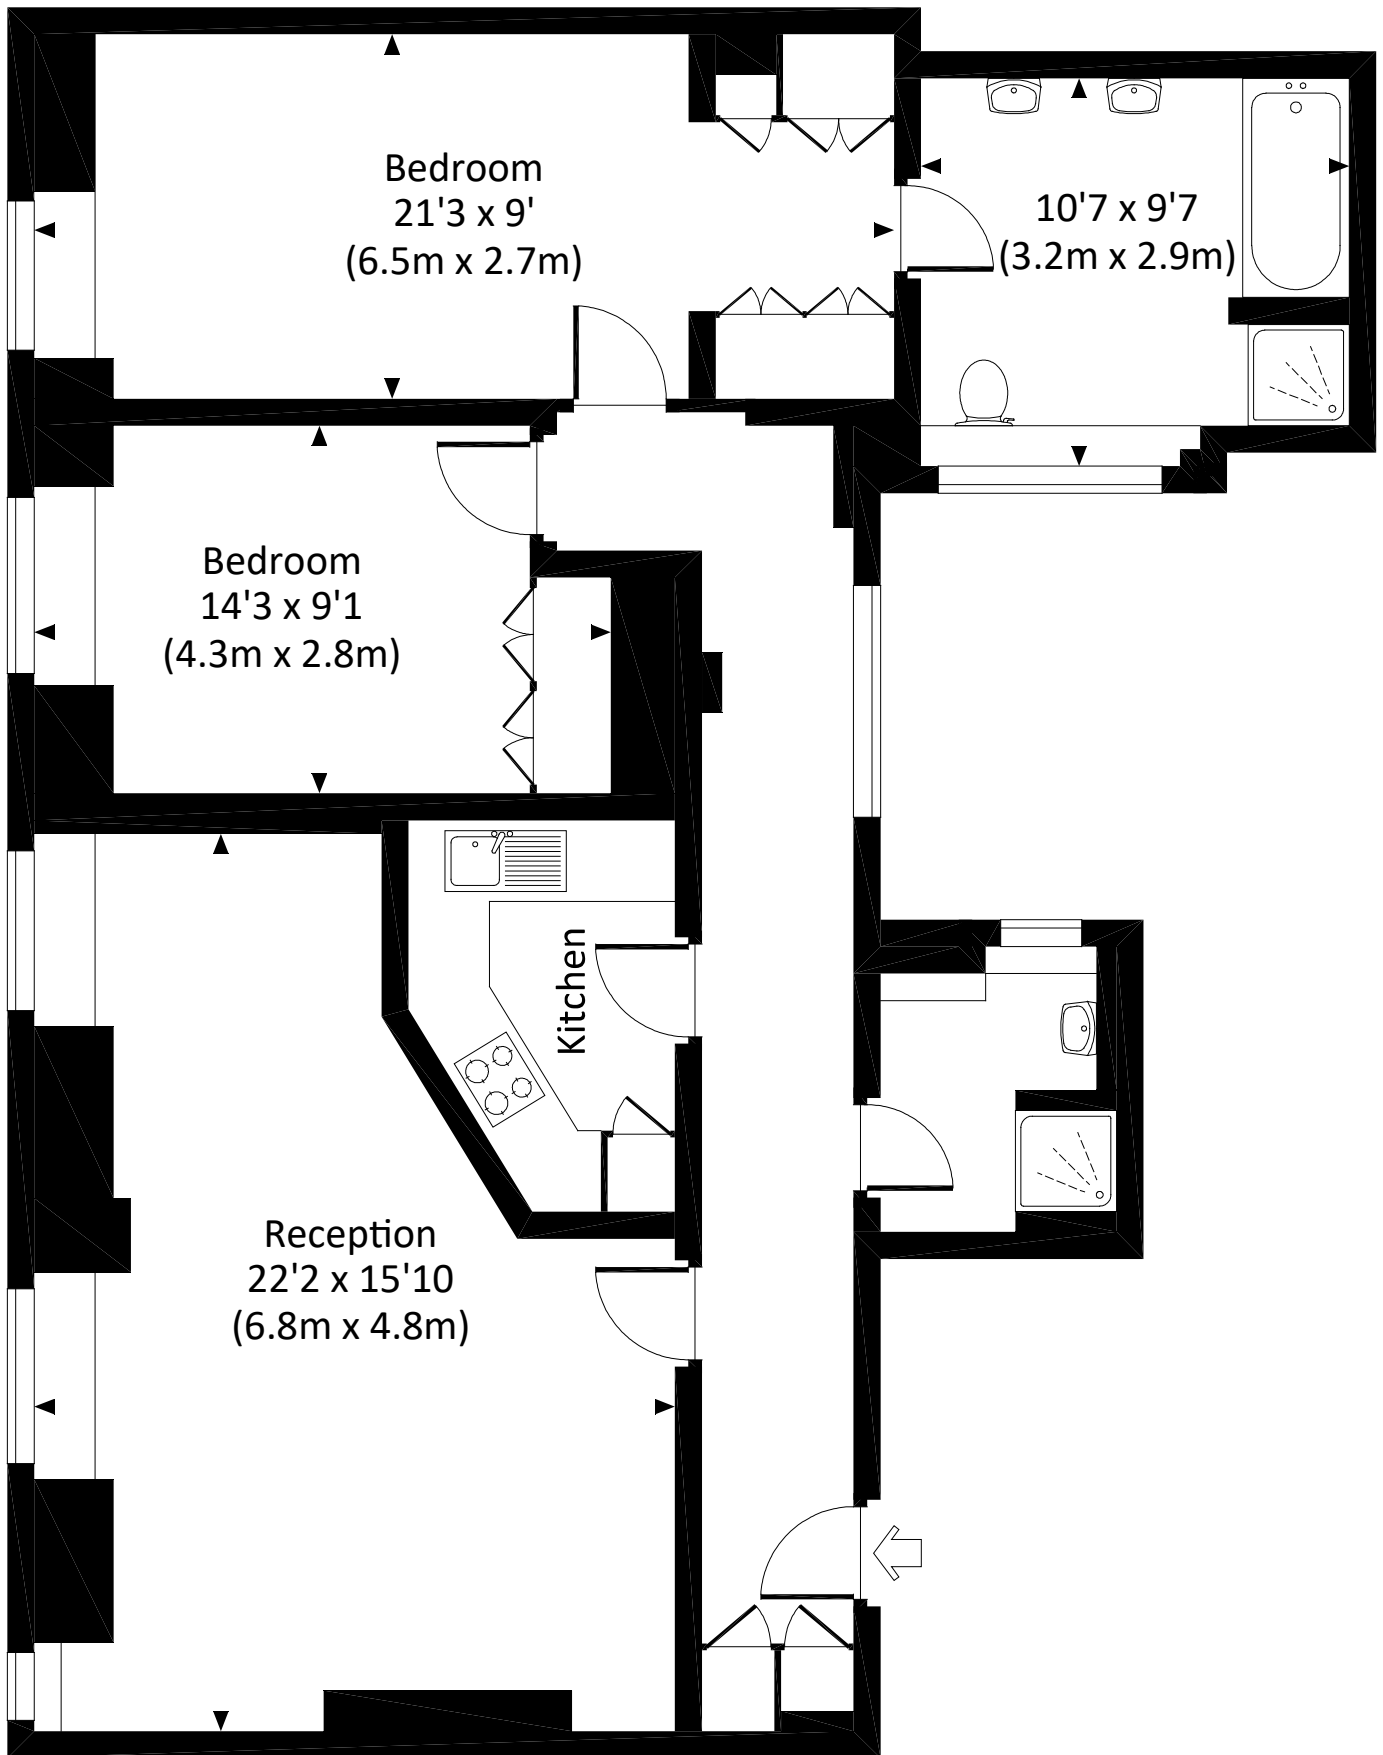 Bedroom
21'3 x 9'
(6.5m x 2.7m)
10'7 x 9'7
(3.2m x 2.9m)
Bedroom
14'3 x 9'1
(4.3m x 2.8m)
Kitchen
Reception
22'2 x 15'10
(6.8m x 4.8m)